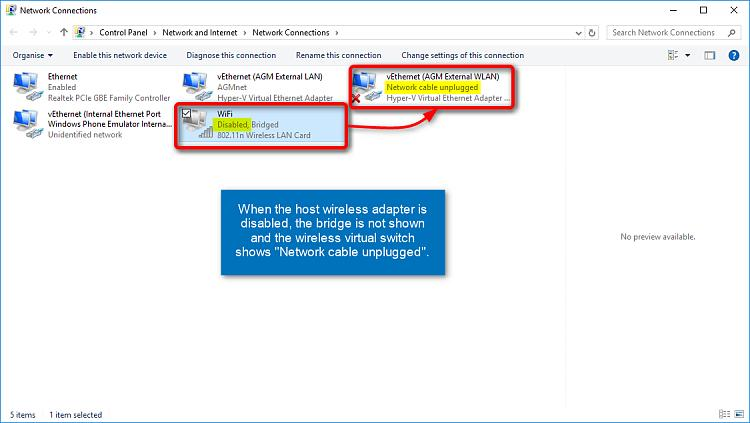 Network Connections
Control Panel > Network and Internet > Network Connections >
Search Network Connections
Organise Enable this network device Diagnose this connection Rename this connection Change settings of this connection
Ethernet
Enabled
Realtek PCIe GBE Family Controller
vEthernet (AGM External LAN)
AGMnet
Hyper-V Virtual Ethernet Adapter
vEthernet (AGM External WLAN)
Network cable unplugged
Hyper-V Virtual Ethernet Adapter ...
vEthernet (Internal Ethernet Port
Windows Phone Emulator Interna...
Unidentified network
WiFi
Disabled, Bridged
802.11n Wireless LAN Card
When the host wireless adapter is
disabled, the bridge is not shown
and the wireless virtual switch
shows "Network cable unplugged".
No preview available.
5 items 1 item selected